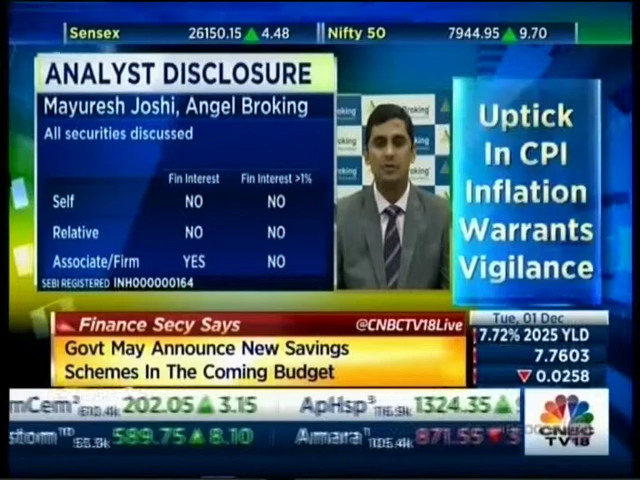 Sensex 26150.15 ▲ 4.48 Nifty 50 7944.95 ▲ 9.70
ANALYST DISCLOSURE
Mayuresh Joshi, Angel Broking
All securities discussed
Fin Interest Fin Interest >1%
Self NO NO
Relative NO NO
Associate/Firm YES NO
SEBI REGISTERED INH000000164
Uptick
In CPI
Inflation
Warrants
Vigilance
Finance Secy Says @CNBCTV18Live
Govt May Announce New Savings
Schemes In The Coming Budget
Tue, 01 Dec
7.72% 2025 YLD
7.7603
▼ 0.0258
mCem 202.05 ▲ 3.15 ApHsp 1324.35 ▲
589.75 ▲ 8.10 Amara 871.55 ▼
CNBC
TV18